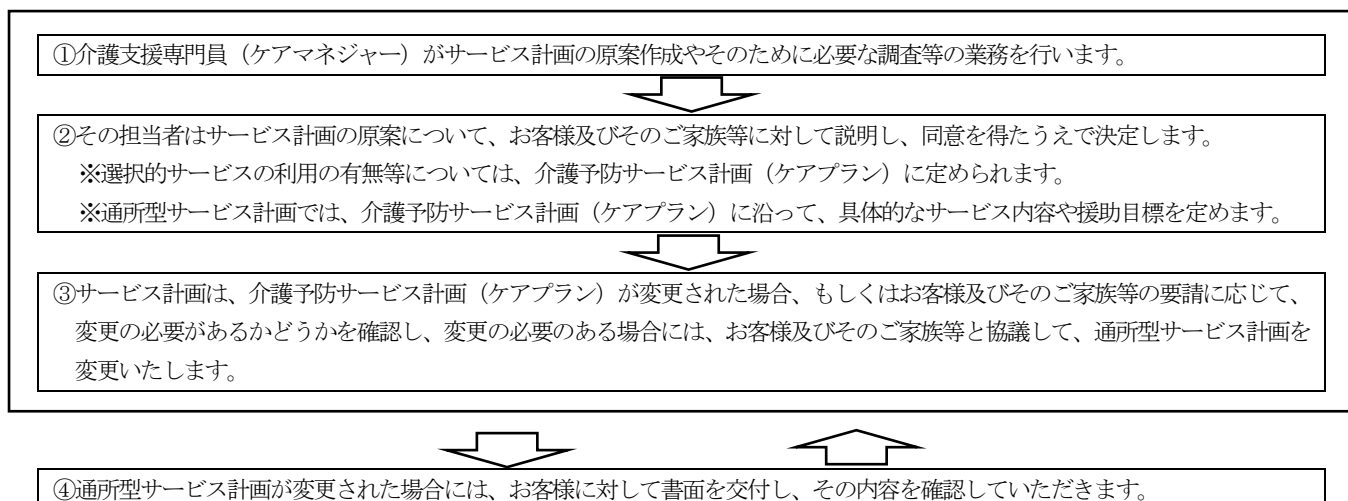 ①介護支援専門員（ケアマネジャー）がサービス計画の原案作成やそのために必要な調査等の業務を行います。
②その担当者はサービス計画の原案について、お客様及びそのご家族等に対して説明し、同意を得たうえで決定します。
※選択的サービスの利用の有無等については、介護予防サービス計画（ケアプラン）に定められます。
※通所型サービス計画では、介護予防サービス計画（ケアプラン）に沿って、具体的なサービス内容や援助目標を定めます。
③サービス計画は、介護予防サービス計画（ケアプラン）が変更された場合、もしくはお客様及びそのご家族等の要請に応じて、
変更の必要があるかどうかを確認し、変更の必要のある場合には、お客様及びそのご家族等と協議して、通所型サービス計画を
変更いたします。
④通所型サービス計画が変更された場合には、お客様に対して書面を交付し、その内容を確認していただきます。